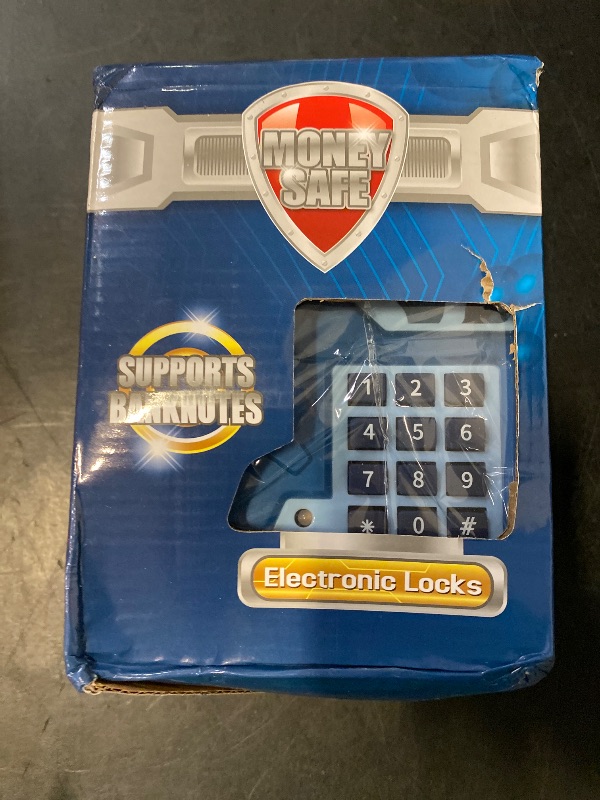 MONEY
SAFE
SUPPORTS
BANKNOTES
1 2 3
4 5 6
7 8 9
* 0 #
Electronic Locks